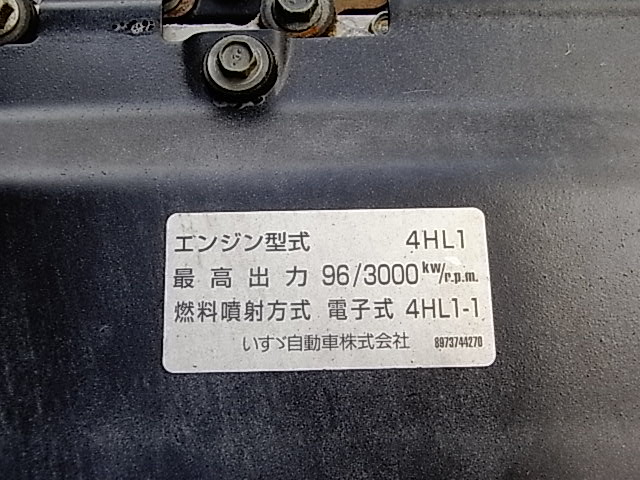 エンジン型式 4HL1
最高出力 96/3000 kw/r.p.m.
燃料噴射方式 電子式 4HL1-1
いすゞ自動車株式会社 8973744270